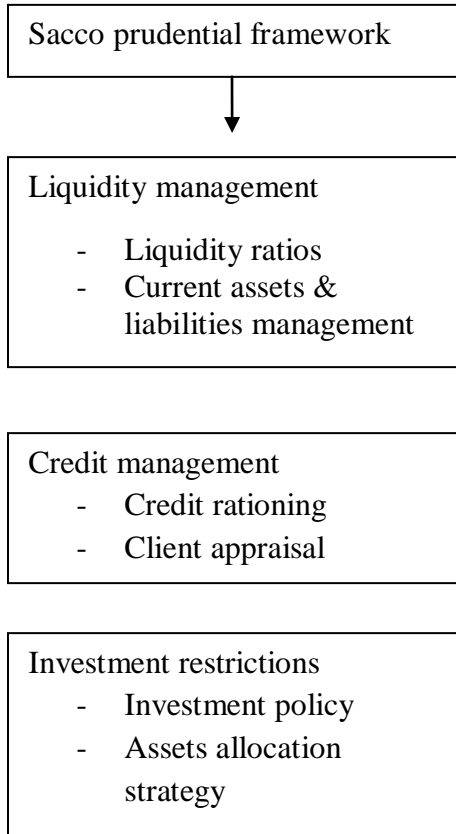 Sacco prudential framework
Liquidity management
- Liquidity ratios
- Current assets &
liabilities management
Credit management
- Credit rationing
- Client appraisal
Investment restrictions
- Investment policy
- Assets allocation
strategy